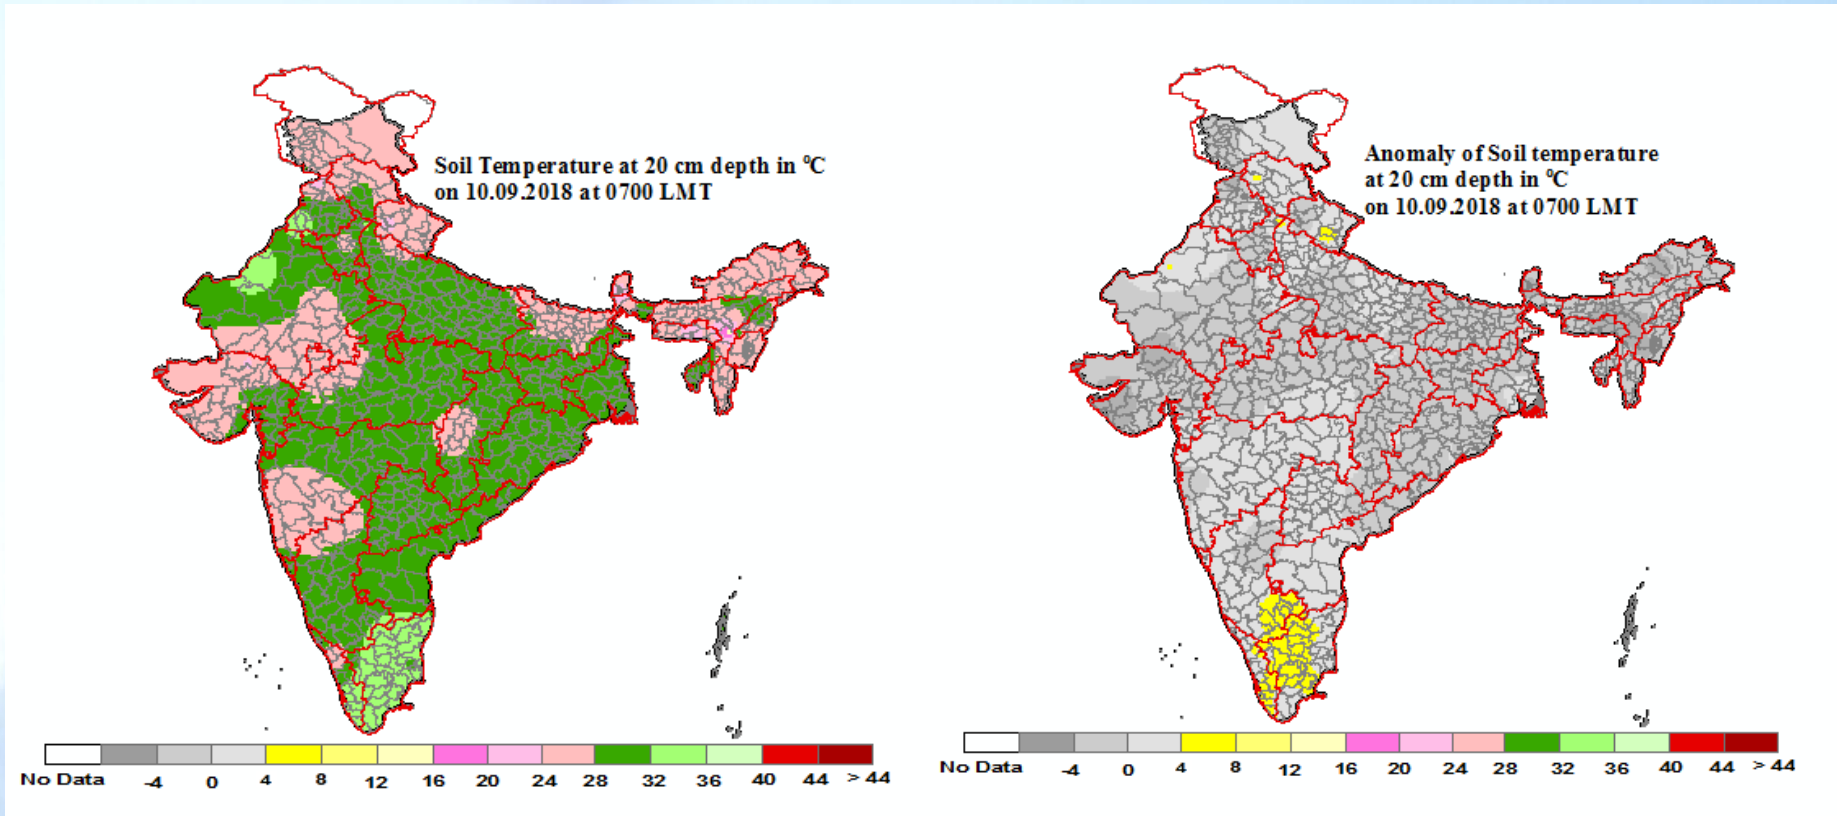 Soil Temperature at 20 cm depth in ⁰C
on 10.09.2018 at 0700 LMT
No Data -4 0 4 8 12 16 20 24 28 32 36 40 44 > 44
Anomaly of Soil temperature
at 20 cm depth in ⁰C
on 10.09.2018 at 0700 LMT
No Data -4 0 4 8 12 16 20 24 28 32 36 40 44 > 44